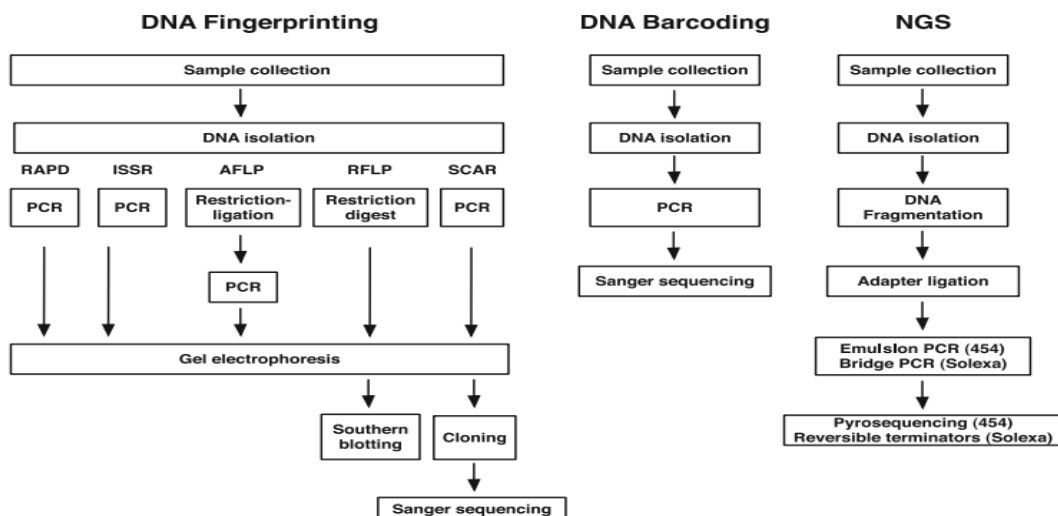 DNA Fingerprinting
DNA Barcoding
NGS
Sample collection
Sample collection
Sample collection
DNA isolation
DNA isolation
DNA isolation
RAPD
ISSR
AFLP
RFLP
SCAR
PCR
PCR
Restriction-
ligation
Restriction
digest
PCR
PCR
DNA
Fragmentation
PCR
Sanger sequencing
Adapter ligation
Gel electrophoresis
Emulsion PCR (454)
Bridge PCR (Solexa)
Southern
blotting
Cloning
Pyrosequencing (454)
Reversible terminators (Solexa)
Sanger sequencing